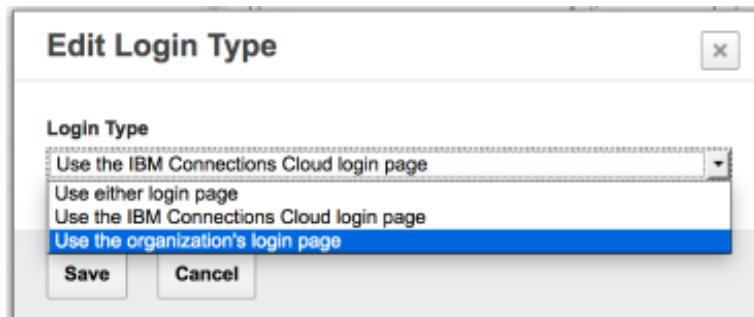 Edit Login Type
×
Login Type
Use the IBM Connections Cloud login page
Use either login page
Use the IBM Connections Cloud login page
Use the organization's login page
Save Cancel